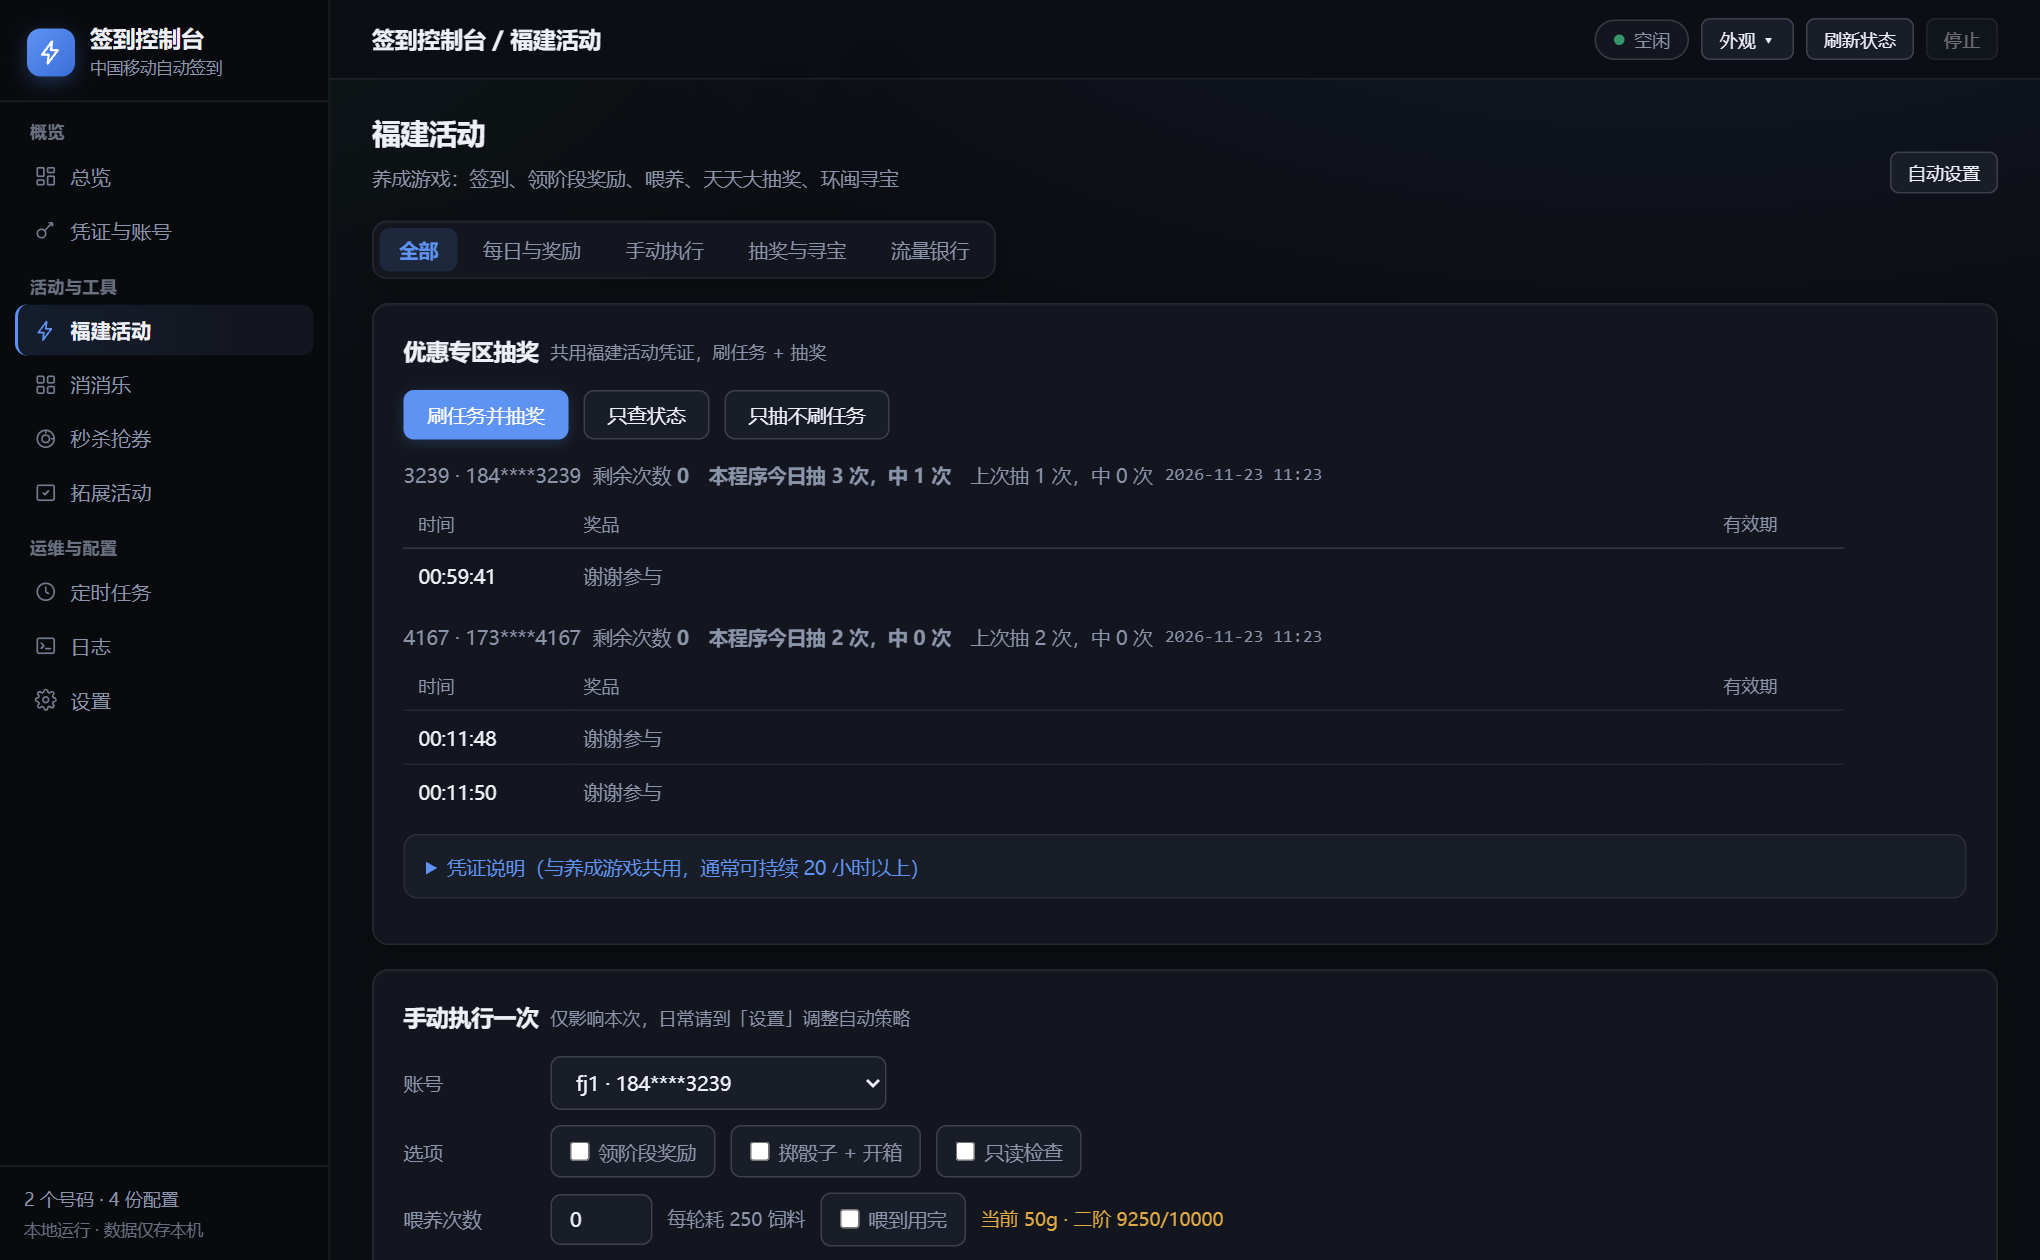 签到控制台
中国移动自动签到
概览
总览
凭证与账号
活动与工具
福建活动
消消乐
秒杀抢券
拓展活动
运维与配置
定时任务
日志
设置
2 个号码 · 4 份配置
本地运行 · 数据仅存本机
签到控制台 / 福建活动
空闲
外观 ▾
刷新状态
停止
福建活动
养成游戏：签到、领阶段奖励、喂养、天天大抽奖、环闽寻宝
自动设置
全部 每日与奖励 手动执行 抽奖与寻宝 流量银行
优惠专区抽奖 共用福建活动凭证，刷任务 + 抽奖
刷任务并抽奖 只查状态 只抽不刷任务
3239 · 184****3239 剩余次数 0 本程序今日抽 3 次，中 1 次 上次抽 1 次，中 0 次 2026-11-23 11:23
时间 奖品 有效期
00:59:41 谢谢参与
4167 · 173****4167 剩余次数 0 本程序今日抽 2 次，中 0 次 上次抽 2 次，中 0 次 2026-11-23 11:23
时间 奖品 有效期
00:11:48 谢谢参与
00:11:50 谢谢参与
▶ 凭证说明（与养成游戏共用，通常可持续 20 小时以上）
手动执行一次 仅影响本次，日常请到「设置」调整自动策略
账号 fj1 · 184****3239
选项 领阶段奖励 掷骰子 + 开箱 只读检查
喂养次数 0 每轮耗 250 饲料 喂到用完 当前 50g · 二阶 9250/10000